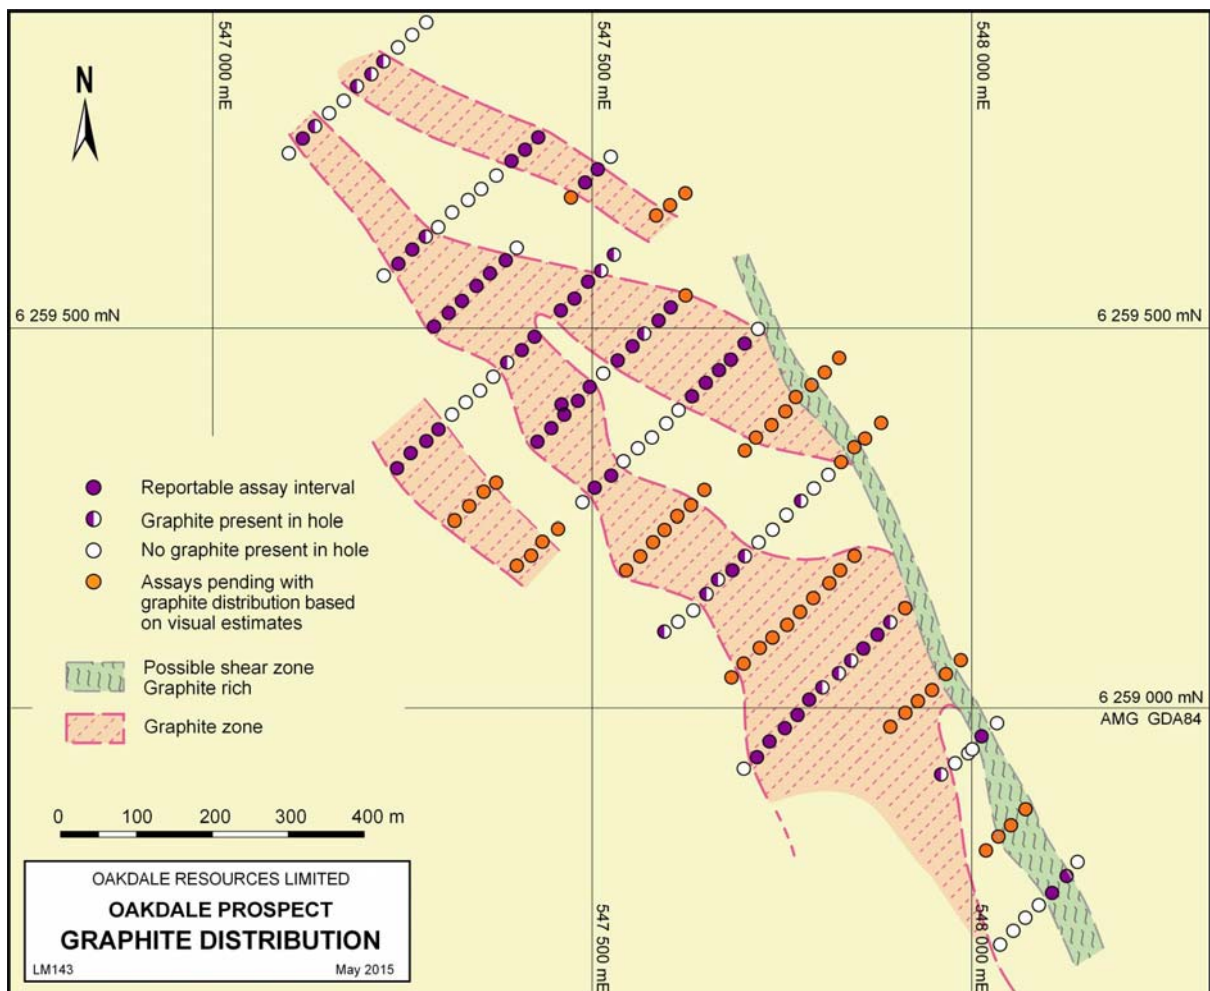 547 000 mE
547 500 mE
548 000 mE
N
6 259 500 mN
6 259 500 mN
Reportable assay interval
Graphite present in hole
No graphite present in hole
Assays pending with
graphite distribution based
on visual estimates
Possible shear zone
Graphite rich
Graphite zone
6 259 000 mN
AMG GDA84
0 100 200 300 400 m
OAKDALE RESOURCES LIMITED
OAKDALE PROSPECT
GRAPHITE DISTRIBUTION
LM143 May 2015
547 500 mE
548 000 mE